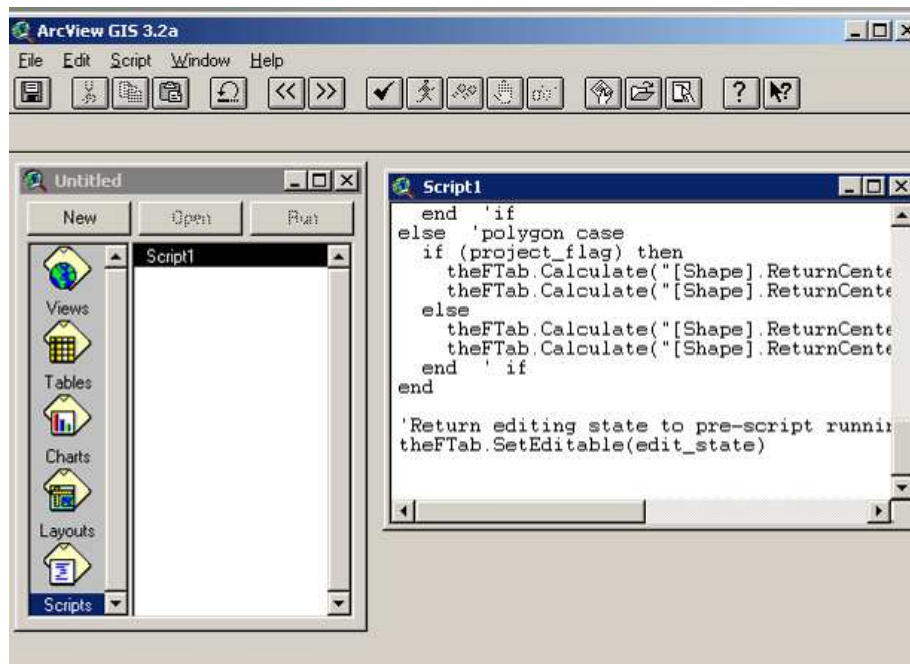 ArcView GIS 3.2a
File Edit Script Window Help
Untitled
New Open Run
Script1
Views
Tables
Charts
Layouts
Scripts
Script1
end 'if
else 'polygon case
if (project_flag) then
theFTab.Calculate("[Shape].ReturnCente
theFTab.Calculate("[Shape].ReturnCente
else
theFTab.Calculate("[Shape].ReturnCente
theFTab.Calculate("[Shape].ReturnCente
end ' if
end
'Return editing state to pre-script runnin
theFTab.SetEditable(edit_state)